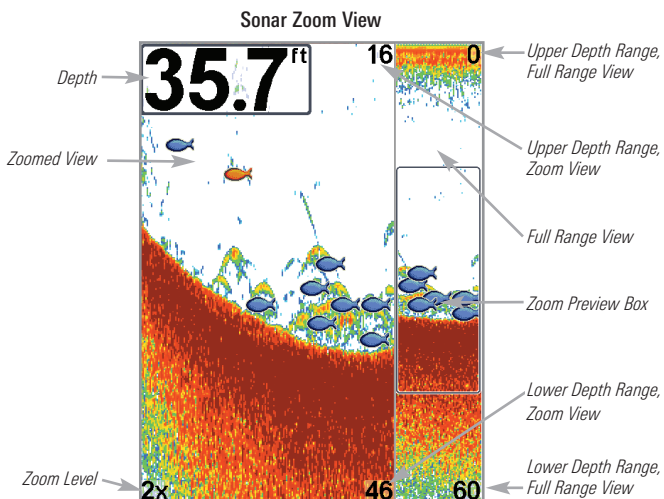 Sonar Zoom View
35.7 ft
16
0
Depth
Zoomed View
Upper Depth Range,
Full Range View
Upper Depth Range,
Zoom View
Full Range View
Zoom Preview Box
Lower Depth Range,
Zoom View
Zoom Level
2x
46
60
Lower Depth Range,
Full Range View